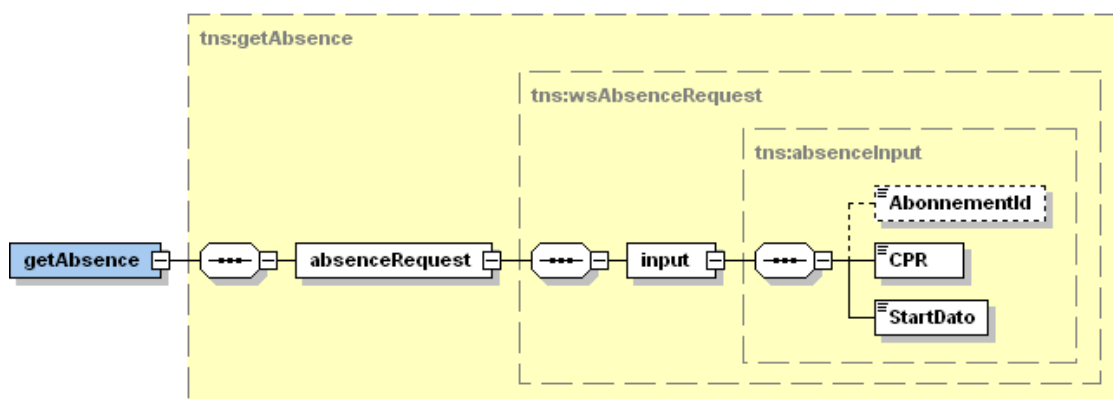 tns:getAbsence
tns:wsAbsenceRequest
tns:absenceInput
AbonnementId
getAbsence
absenceRequest
input
CPR
StartDato